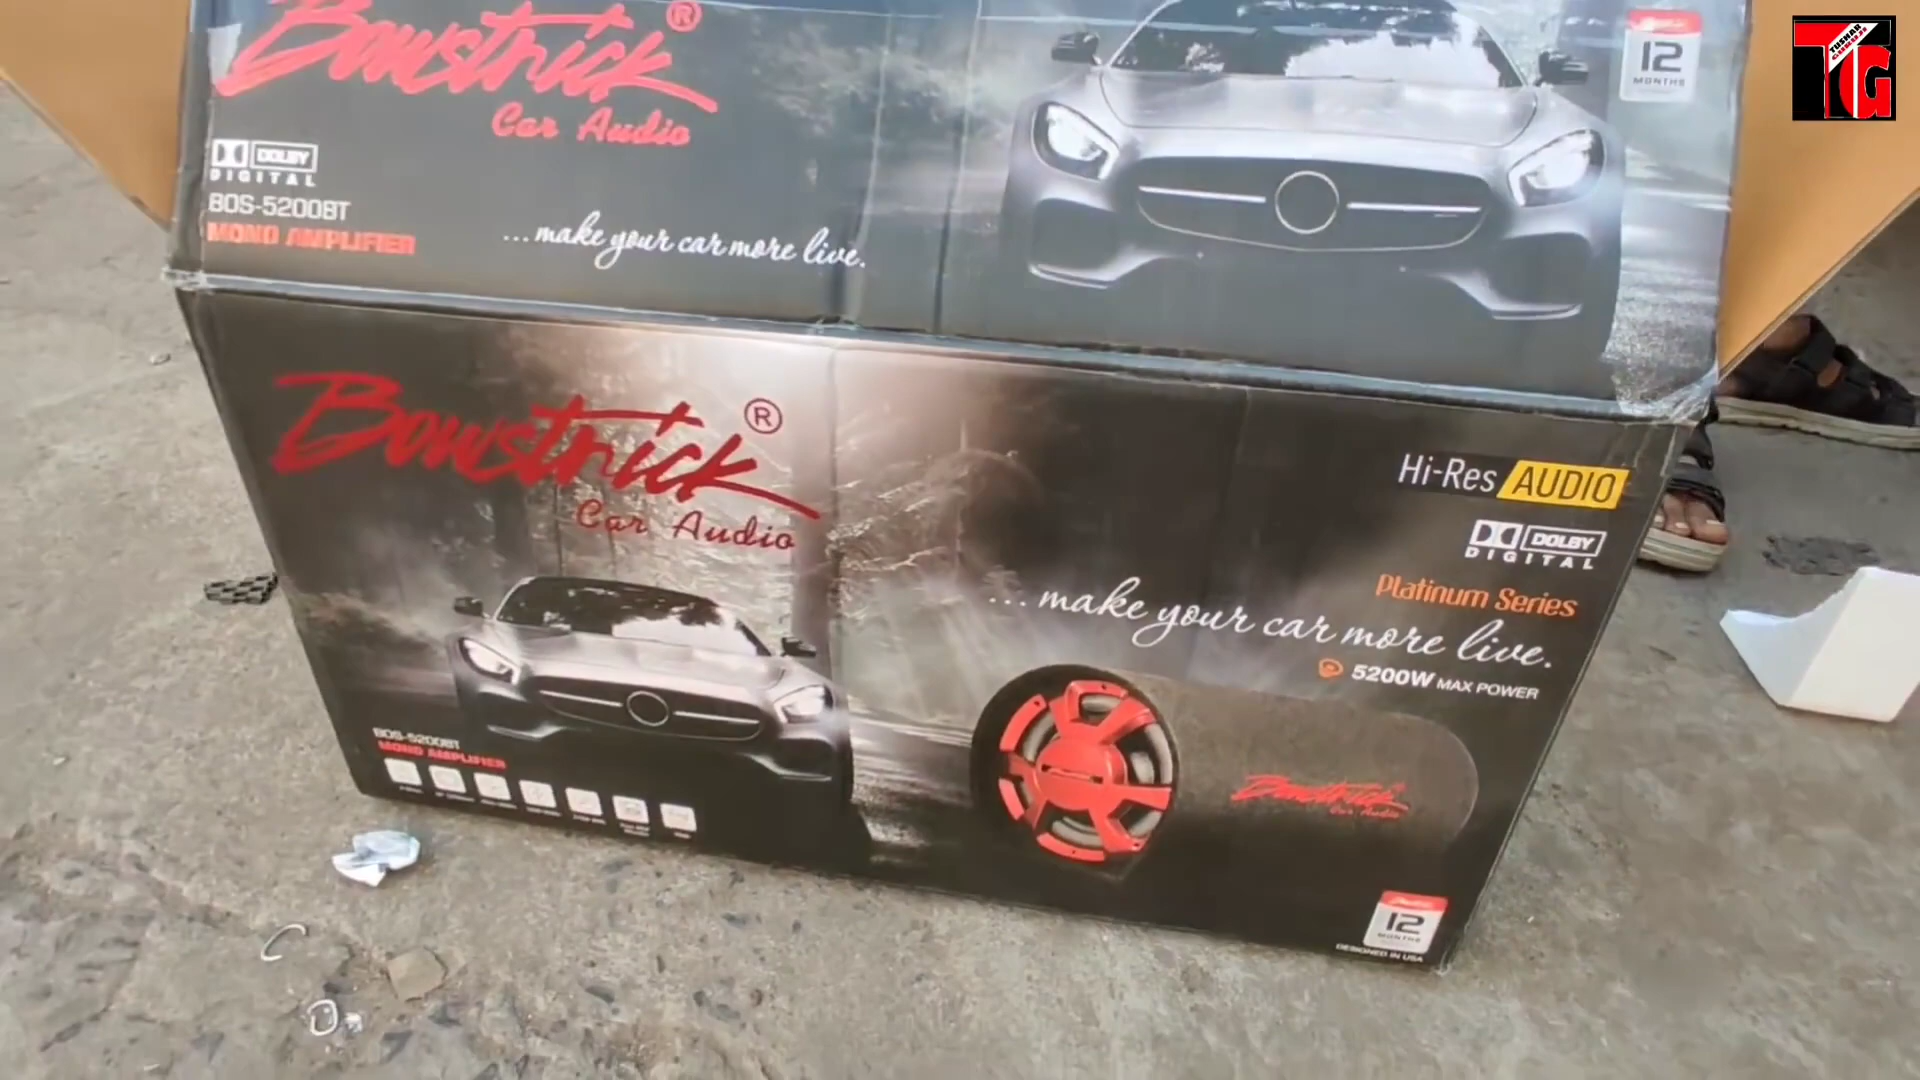 Bowstrick ®
Car Audio
DOLBY
DIGITAL
BOS-5200BT
MONO AMPLIFIER
...make your car more live.
12
MONTHS
TUSHAR
TG
Bowstrick ®
Car Audio
Hi-Res AUDIO
DOLBY
DIGITAL
Platinum Series
...make your car more live.
5200W MAX POWER
BOS-5200BT
MONO AMPLIFIER
Bowstrick
Car Audio
12
MONTHS
DESIGNED IN USA